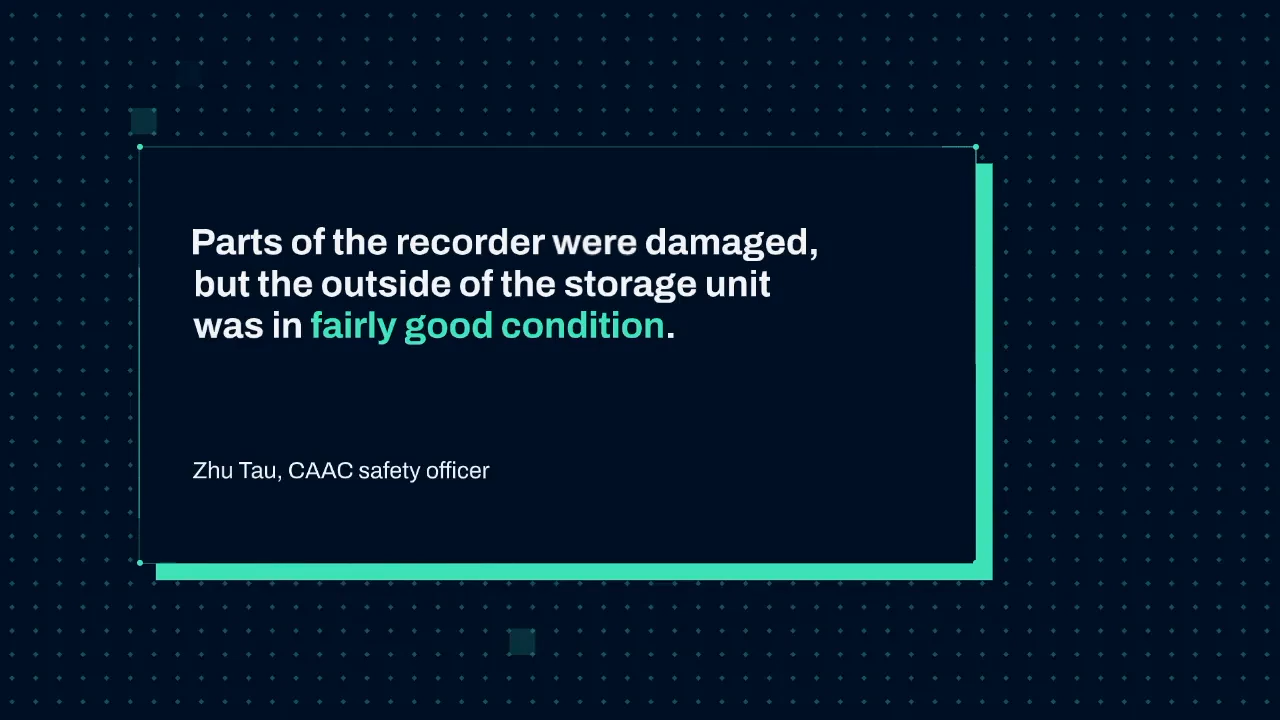 Parts of the recorder were damaged,
but the outside of the storage unit
was in fairly good condition.
Zhu Tau, CAAC safety officer